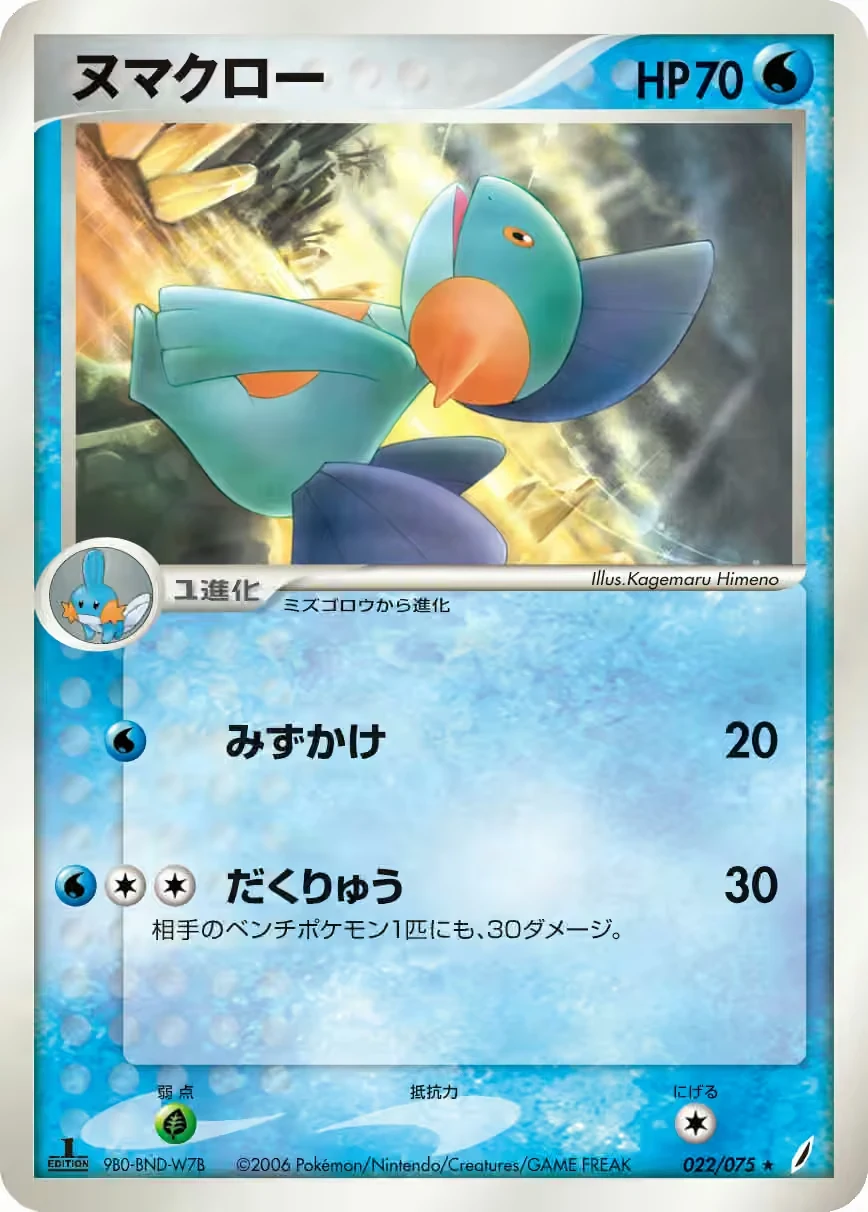 ヌマクロー
HP70
Illus.Kagemaru Himeno
1進化
ミズゴロウから進化
みずかけ 20
だくりゅう 30
相手のベンチポケモン1匹にも、30ダメージ。
弱点 抵抗力 にげる
1 EDITION 9B0-BND-W7B ©2006 Pokémon/Nintendo/Creatures/GAME FREAK 022/075 ★